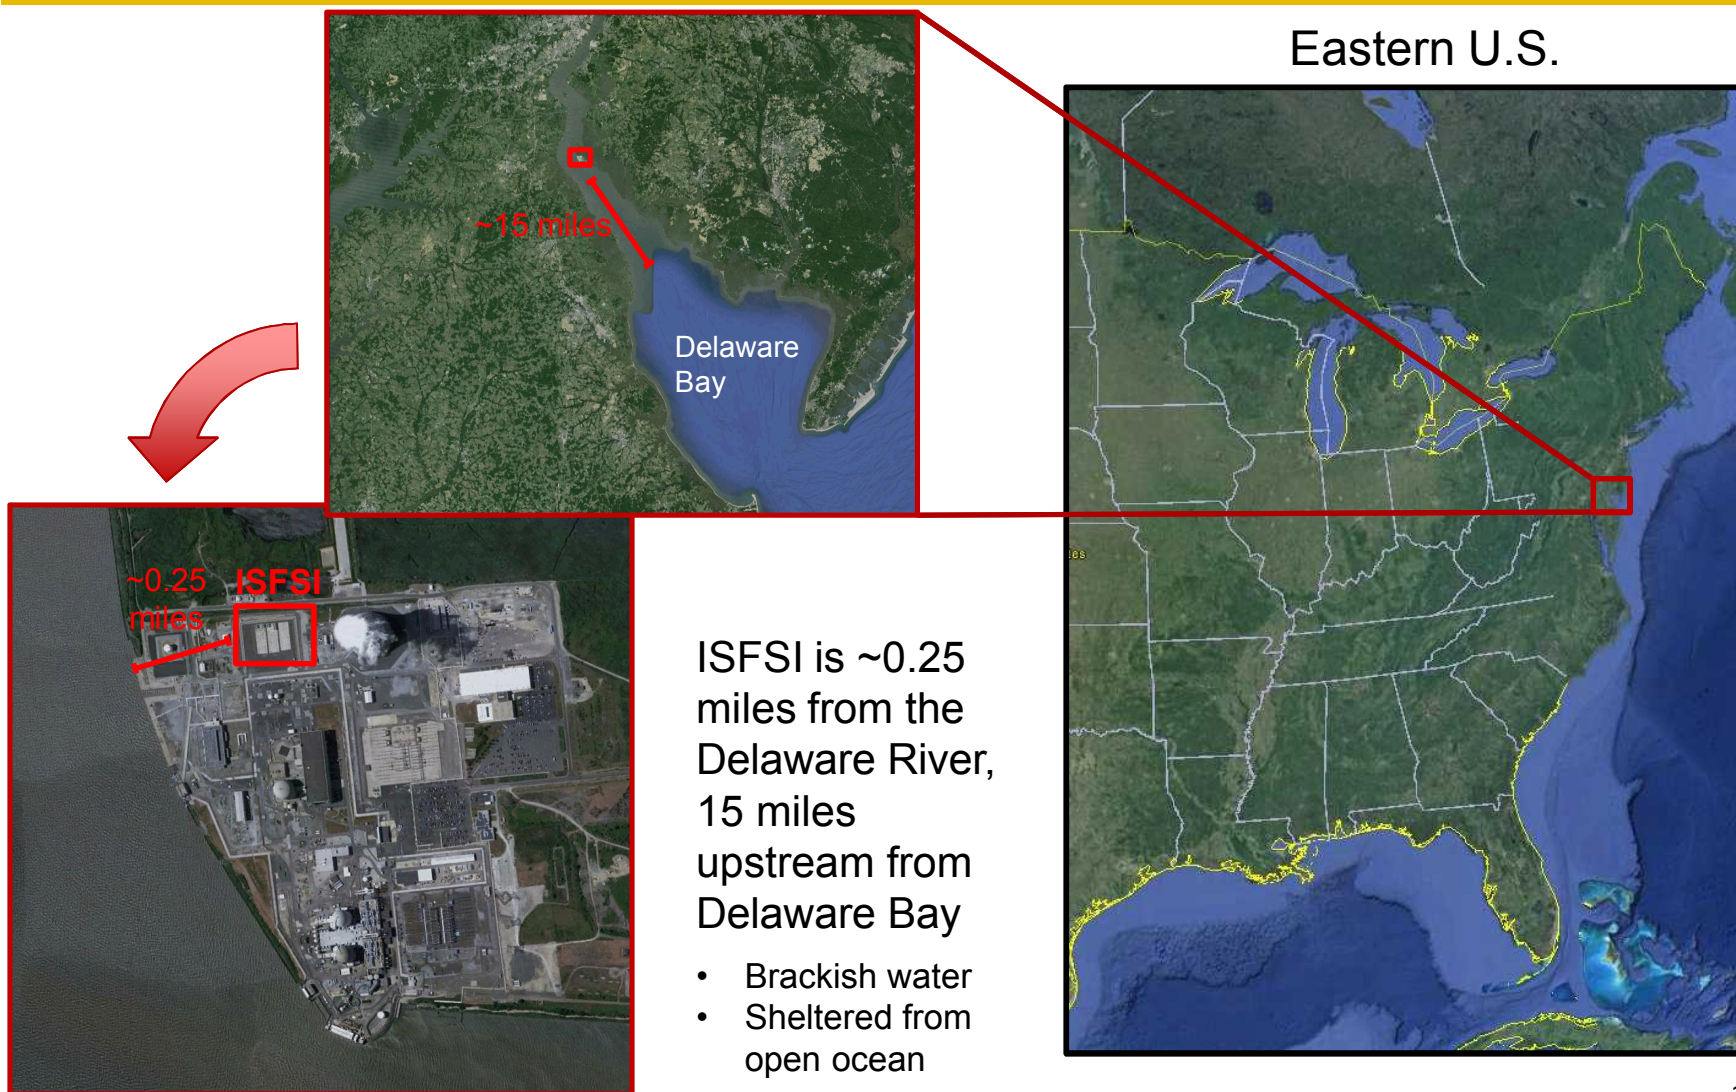 Eastern U.S.
~15 miles
Delaware
Bay
~0.25
miles
ISFSI
ISFSI is ~0.25
miles from the
Delaware River,
15 miles
upstream from
Delaware Bay
• Brackish water
• Sheltered from
open ocean